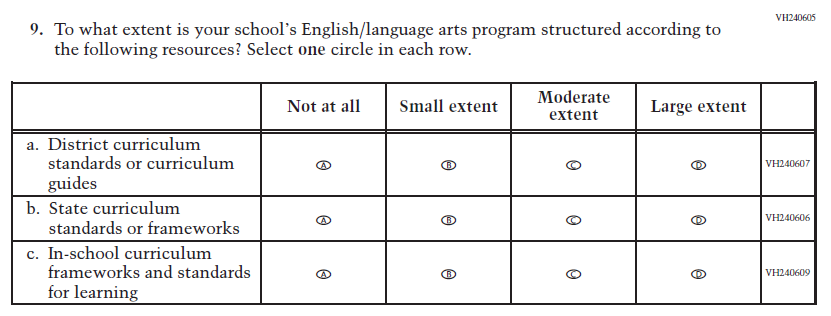 VH240605
9. To what extent is your school's English/language arts program structured according to
the following resources? Select one circle in each row.
Not at all
Small extent
Moderate
extent
Large extent
a. District curriculum
standards or curriculum
guides
A B C D VH240607
b. State curriculum
standards or frameworks
A B C D VH240606
c. In-school curriculum
frameworks and standards
for learning
A B C D VH240609